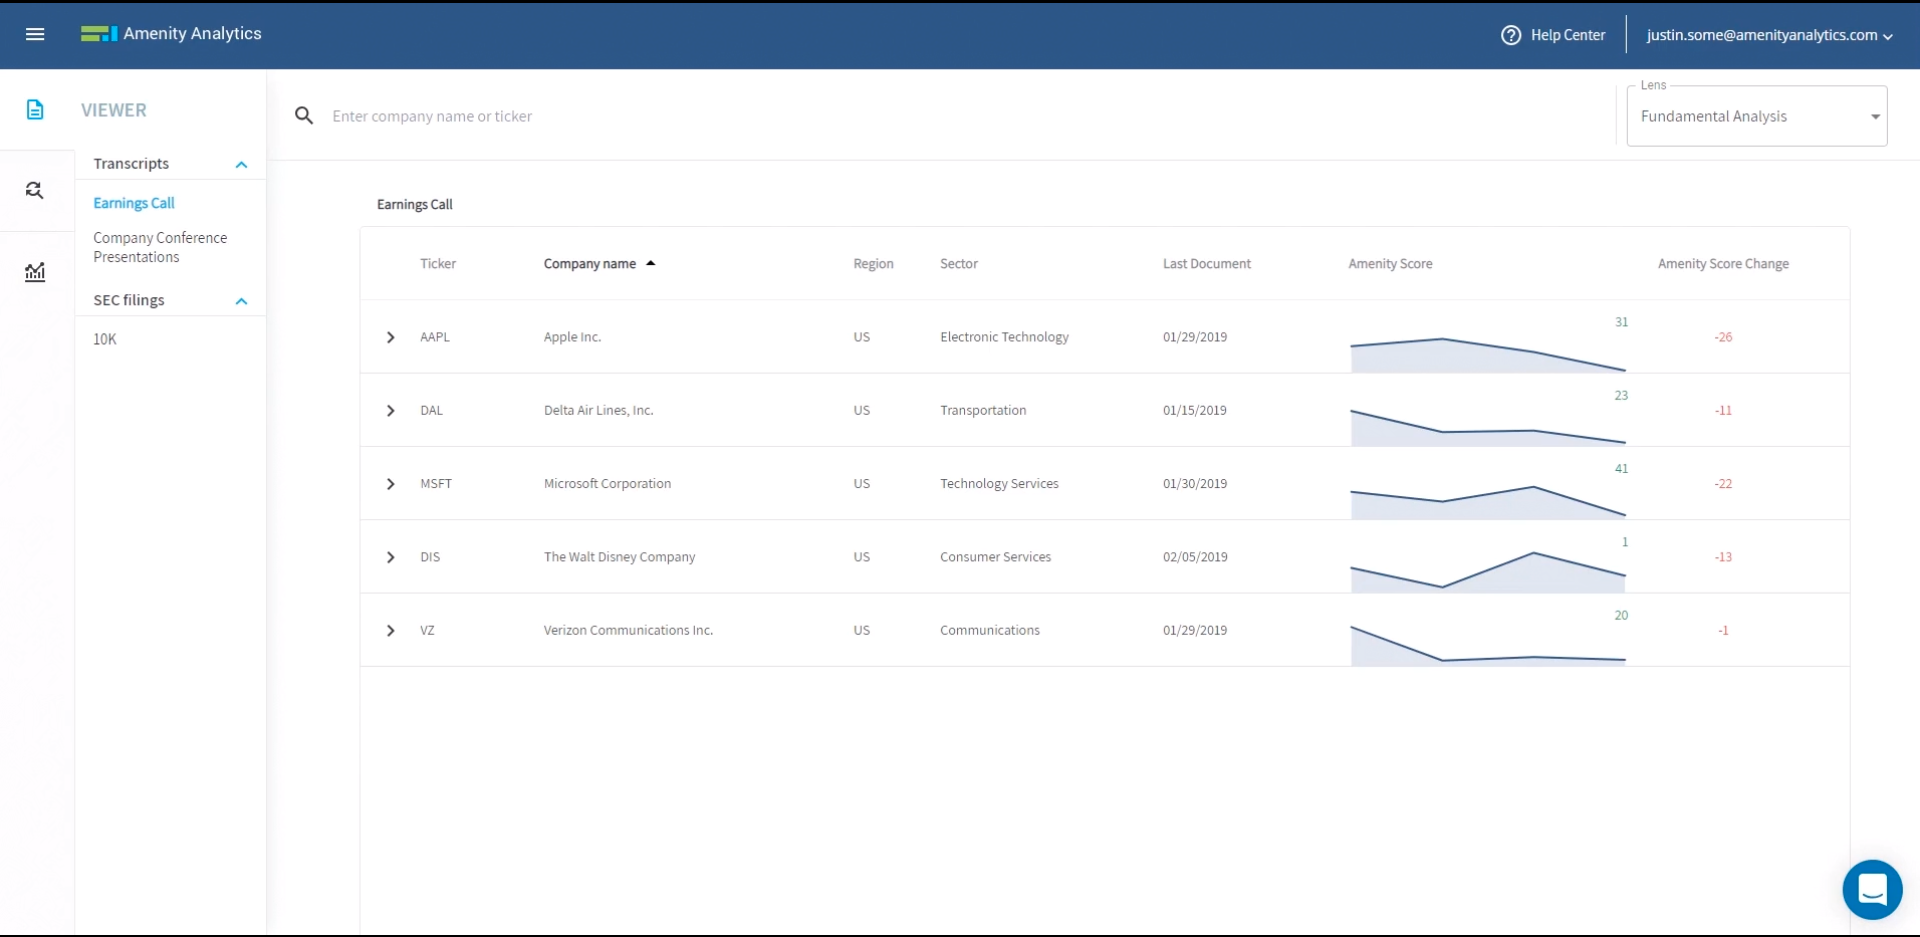 Amenity Analytics
Help Center
justin.some@amenityanalytics.com
VIEWER
Transcripts
Earnings Call
Company Conference
Presentations
SEC filings
10K
Enter company name or ticker
Lens
Fundamental Analysis
Earnings Call
Ticker Company name Region Sector Last Document Amenity Score Amenity Score Change
AAPL Apple Inc. US Electronic Technology 01/29/2019 31 -26
DAL Delta Air Lines, Inc. US Transportation 01/15/2019 23 -11
MSFT Microsoft Corporation US Technology Services 01/30/2019 41 -22
DIS The Walt Disney Company US Consumer Services 02/05/2019 1 -13
VZ Verizon Communications Inc. US Communications 01/29/2019 20 -1